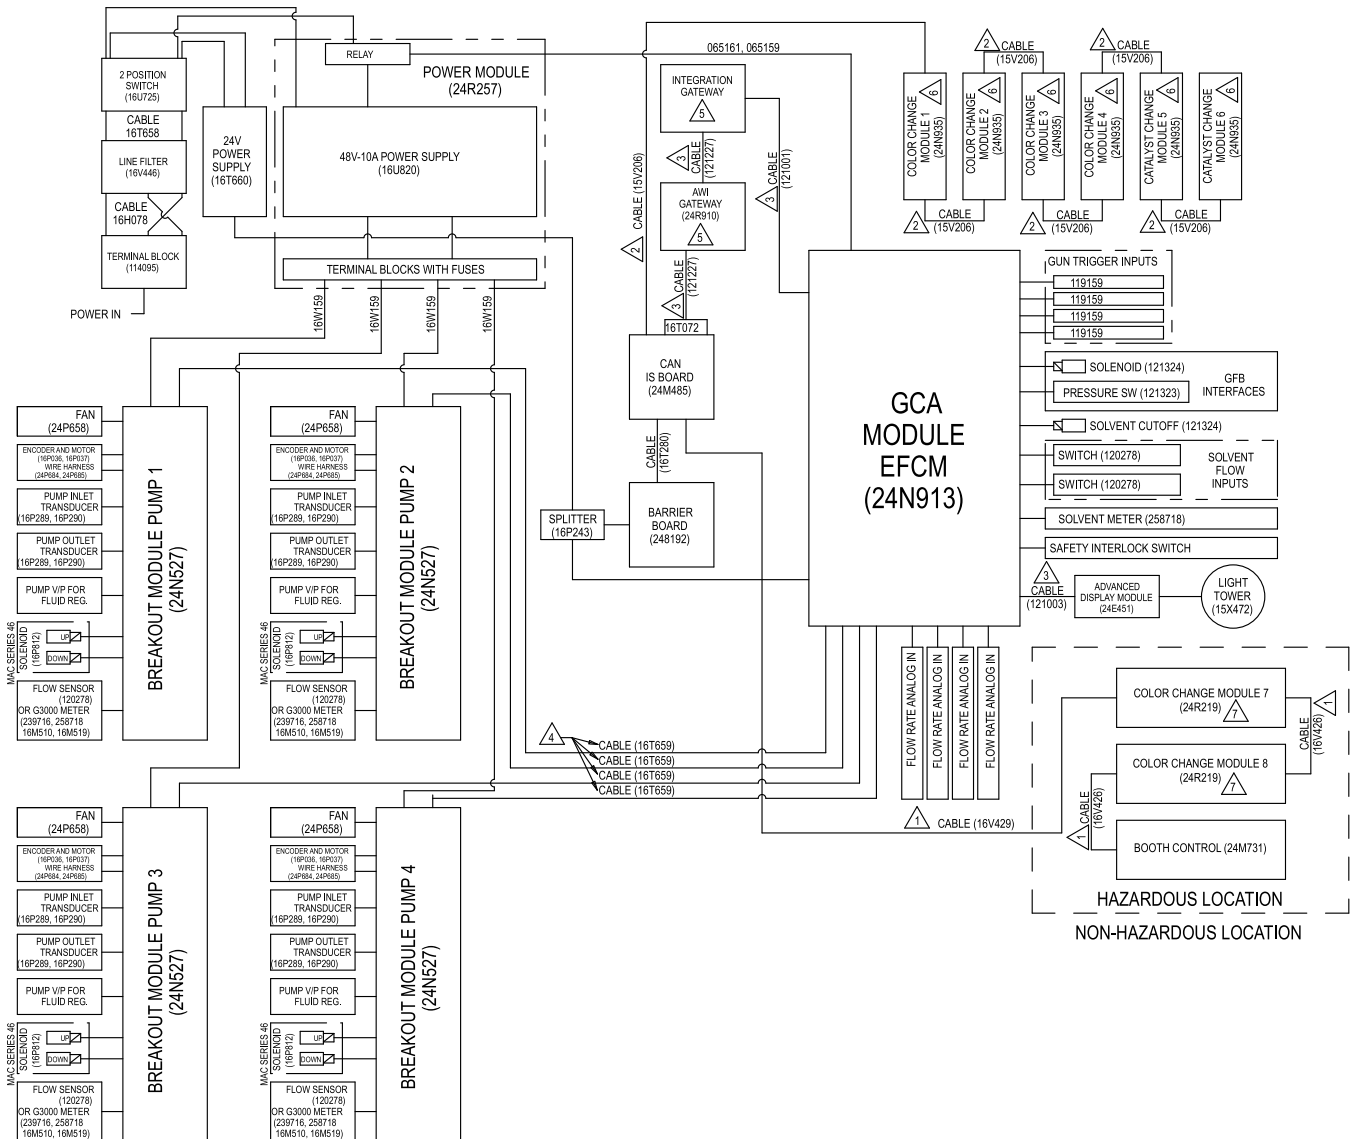 2 POSITION
SWITCH
(16U725)
CABLE
16T658
LINE FILTER
(16V446)
CABLE
16H078
TERMINAL BLOCK
(114095)
POWER IN
24V
POWER
SUPPLY
(16T660)
RELAY
POWER MODULE
(24R257)
48V-10A POWER SUPPLY
(16U820)
TERMINAL BLOCKS WITH FUSES
16W159
16W159
16W159
16W159
065161, 065159
INTEGRATION
GATEWAY
5
3
CABLE
(121227)
AWI
GATEWAY
(24R910)
5
3
CABLE
(121227)
3
CABLE
(121001)
2
CABLE (15V206)
16T072
CAN
IS BOARD
(24M485)
CABLE
(16T280)
BARRIER
BOARD
(248192)
SPLITTER
(16P243)
2
CABLE
(15V206)
2
CABLE
(15V206)
COLOR CHANGE
MODULE 1
(24N935)
6
COLOR CHANGE
MODULE 2
(24N935)
6
COLOR CHANGE
MODULE 3
(24N935)
6
COLOR CHANGE
MODULE 4
(24N935)
6
CATALYST CHANGE
MODULE 5
(24N935)
6
CATALYST CHANGE
MODULE 6
(24N935)
6
2
CABLE
(15V206)
2
CABLE
(15V206)
2
CABLE
(15V206)
GCA
MODULE
EFCM
(24N913)
GUN TRIGGER INPUTS
119159
119159
119159
119159
SOLENOID (121324)
PRESSURE SW (121323)
GFB
INTERFACES
SOLVENT CUTOFF (121324)
SWITCH (120278)
SWITCH (120278)
SOLVENT
FLOW
INPUTS
SOLVENT METER (258718)
SAFETY INTERLOCK SWITCH
3
CABLE
(121003)
ADVANCED
DISPLAY MODULE
(24E451)
LIGHT
TOWER
(15X472)
FLOW RATE ANALOG IN
FLOW RATE ANALOG IN
FLOW RATE ANALOG IN
FLOW RATE ANALOG IN
1
CABLE (16V429)
COLOR CHANGE MODULE 7
(24R219)
7
1
CABLE
(16V426)
COLOR CHANGE MODULE 8
(24R219)
7
1
CABLE
(16V426)
BOOTH CONTROL (24M731)
HAZARDOUS LOCATION
NON-HAZARDOUS LOCATION
4
CABLE (16T659)
CABLE (16T659)
CABLE (16T659)
CABLE (16T659)
FAN
(24P658)
ENCODER AND MOTOR
(16P036, 16P037)
WIRE HARNESS
(24P684, 24P685)
PUMP INLET
TRANSDUCER
(16P289, 16P290)
PUMP OUTLET
TRANSDUCER
(16P289, 16P290)
PUMP V/P FOR
FLUID REG.
MAC SERIES 46
SOLENOID
(16P812)
UP
DOWN
FLOW SENSOR
(120278)
OR G3000 METER
(239716, 258718
16M510, 16M519)
BREAKOUT MODULE PUMP 1
(24N527)
FAN
(24P658)
ENCODER AND MOTOR
(16P036, 16P037)
WIRE HARNESS
(24P684, 24P685)
PUMP INLET
TRANSDUCER
(16P289, 16P290)
PUMP OUTLET
TRANSDUCER
(16P289, 16P290)
PUMP V/P FOR
FLUID REG.
MAC SERIES 46
SOLENOID
(16P812)
UP
DOWN
FLOW SENSOR
(120278)
OR G3000 METER
(239716, 258718
16M510, 16M519)
BREAKOUT MODULE PUMP 2
(24N527)
FAN
(24P658)
ENCODER AND MOTOR
(16P036, 16P037)
WIRE HARNESS
(24P684, 24P685)
PUMP INLET
TRANSDUCER
(16P289, 16P290)
PUMP OUTLET
TRANSDUCER
(16P289, 16P290)
PUMP V/P FOR
FLUID REG.
MAC SERIES 46
SOLENOID
(16P812)
UP
DOWN
FLOW SENSOR
(120278)
OR G3000 METER
(239716, 258718
16M510, 16M519)
BREAKOUT MODULE PUMP 3
(24N527)
FAN
(24P658)
ENCODER AND MOTOR
(16P036, 16P037)
WIRE HARNESS
(24P684, 24P685)
PUMP INLET
TRANSDUCER
(16P289, 16P290)
PUMP OUTLET
TRANSDUCER
(16P289, 16P290)
PUMP V/P FOR
FLUID REG.
MAC SERIES 46
SOLENOID
(16P812)
UP
DOWN
FLOW SENSOR
(120278)
OR G3000 METER
(239716, 258718
16M510, 16M519)
BREAKOUT MODULE PUMP 4
(24N527)